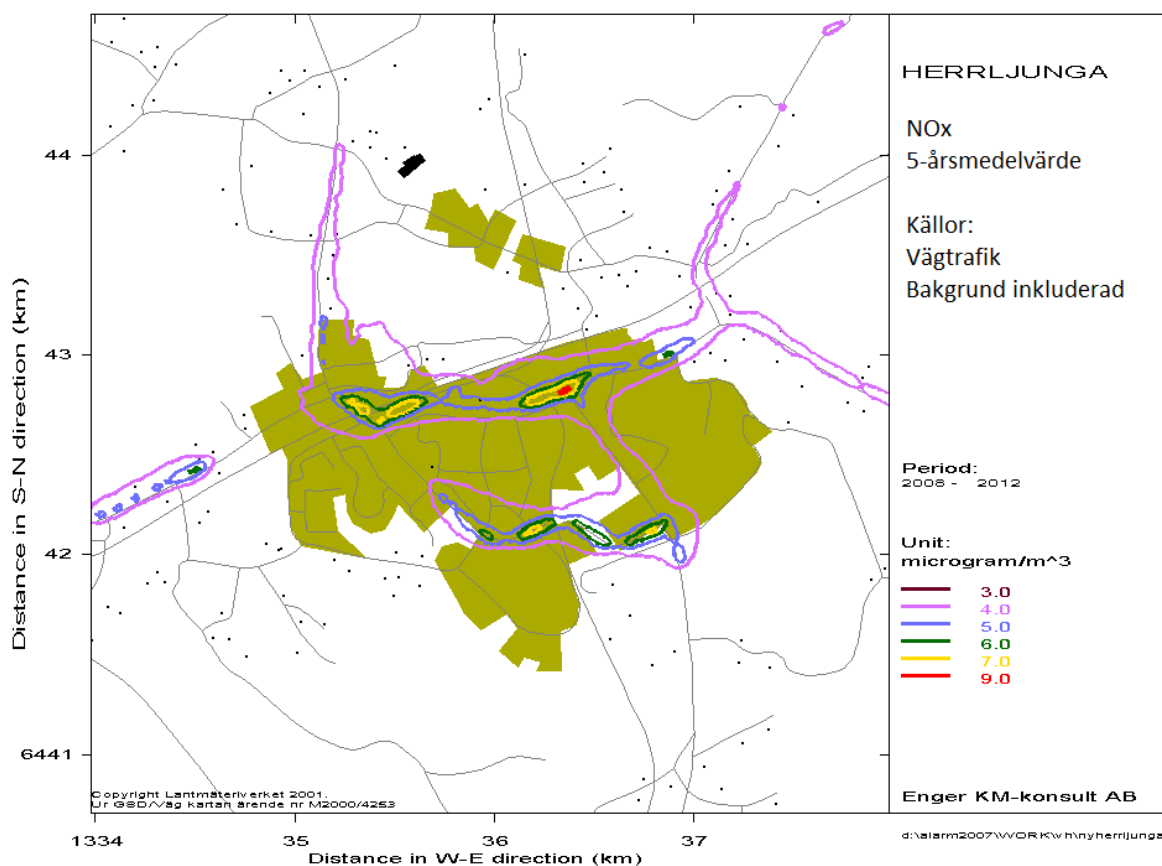 HERRLJUNGA
NOx
5-årsmedelvärde
Källor:
Vägtrafik
Bakgrund inkluderad
Period:
2008 - 2012
Unit:
microgram/m^3
3.0
4.0
5.0
6.0
7.0
9.0
Enger KM-konsult AB
d:\alarm2007\WORK\vh\nyherrljunga
Distance in S-N direction (km)
44
43
42
6441
Copyright Lantmäteriverket 2001.
Ur GSD/Väg kartan ärende nr M2000/4253
1334
35
36
37
Distance in W-E direction (km)